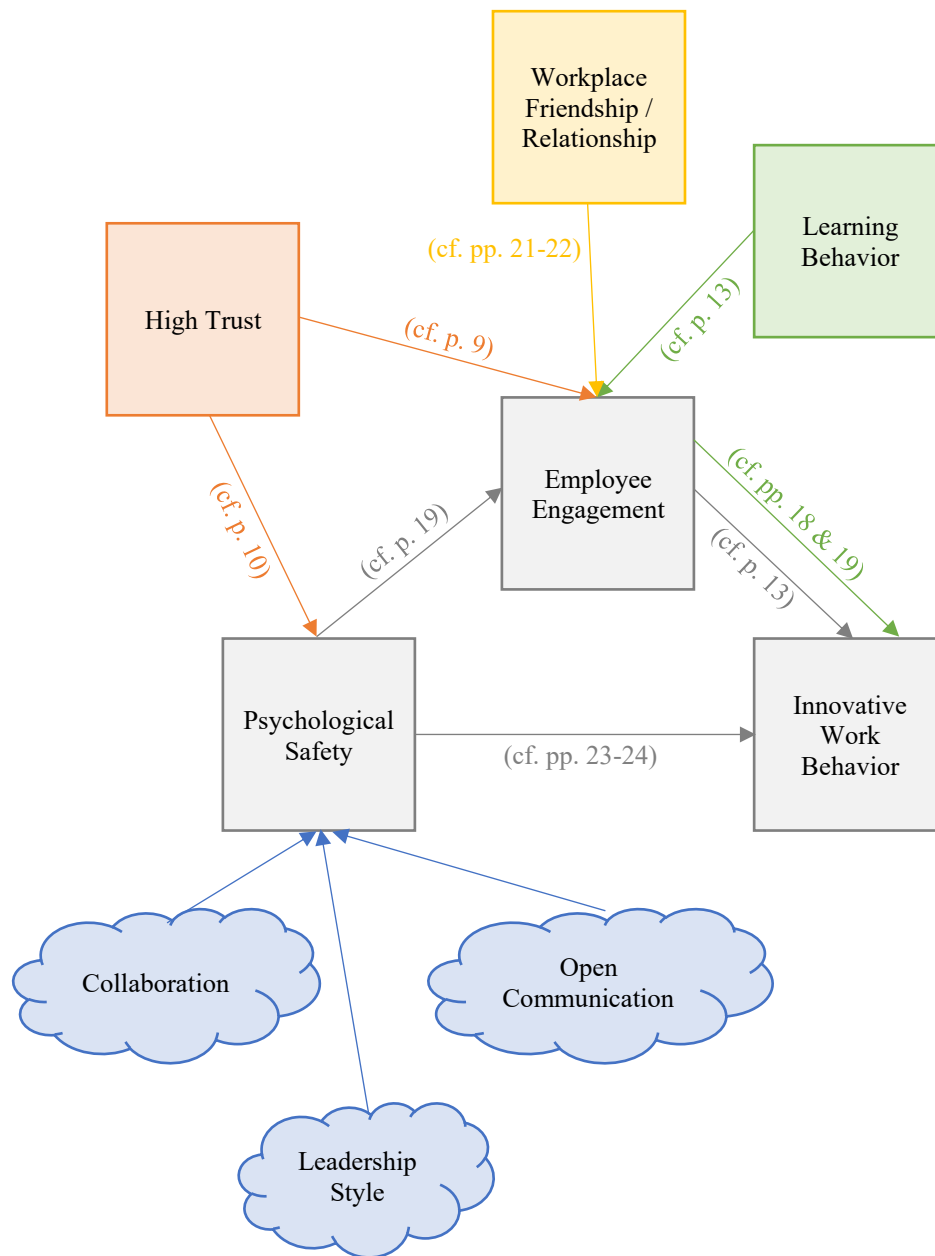 Workplace
Friendship /
Relationship
Learning
Behavior
High Trust
(cf. pp. 21-22)
(cf. p. 13)
(cf. p. 9)
Employee
Engagement
(cf. p. 10)
(cf. p. 19)
(cf. pp. 18 & 19)
(cf. p. 13)
Psychological
Safety
Innovative
Work
Behavior
(cf. pp. 23-24)
Collaboration
Open
Communication
Leadership
Style